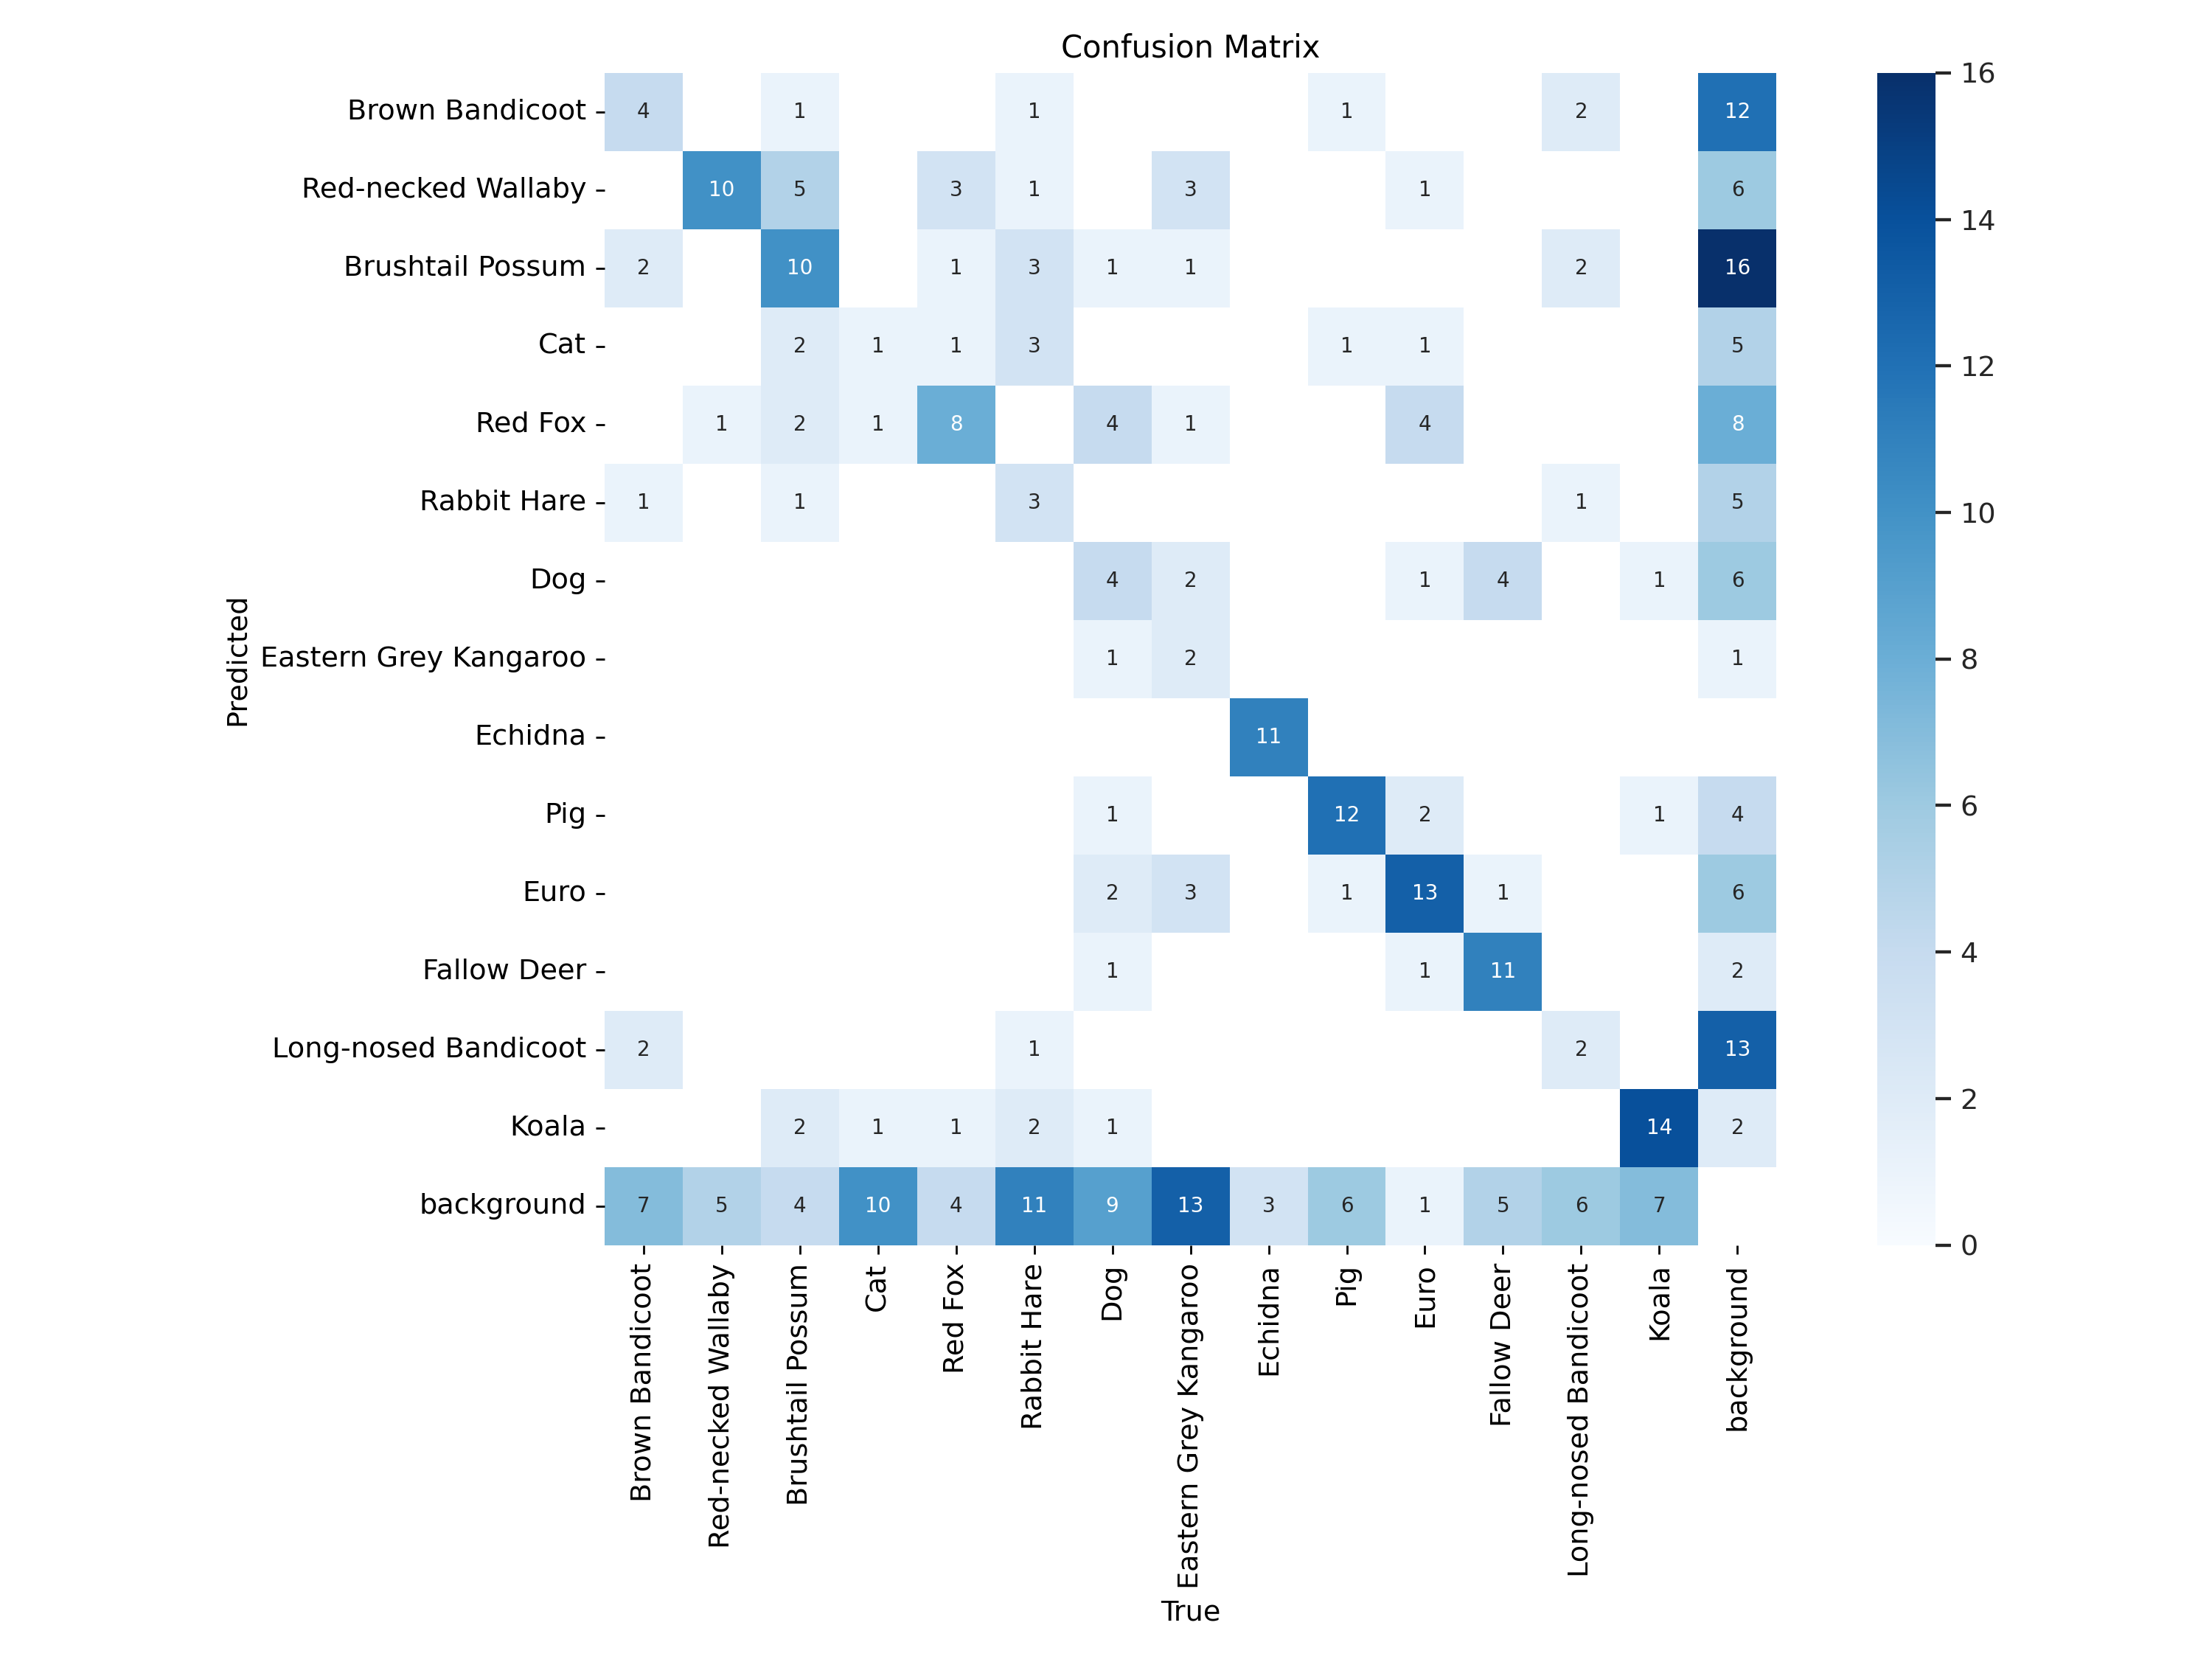 Confusion Matrix
Predicted
Brown Bandicoot 4 1 1 1 2 12
Red-necked Wallaby 10 5 3 1 3 1 6
Brushtail Possum 2 10 1 3 1 1 2 16
Cat 2 1 1 3 1 1 5
Red Fox 1 2 1 8 4 1 4 8
Rabbit Hare 1 1 3 1 5
Dog 4 2 1 4 1 6
Eastern Grey Kangaroo 1 2 1
Echidna 11
Pig 1 12 2 1 4
Euro 2 3 1 13 1 6
Fallow Deer 1 1 11 2
Long-nosed Bandicoot 2 1 2 13
Koala 2 1 1 2 1 14 2
background 7 5 4 10 4 11 9 13 3 6 1 5 6 7
Brown Bandicoot
Red-necked Wallaby
Brushtail Possum
Cat
Red Fox
Rabbit Hare
Dog
Eastern Grey Kangaroo
Echidna
Pig
Euro
Fallow Deer
Long-nosed Bandicoot
Koala
background
True
16
14
12
10
8
6
4
2
0